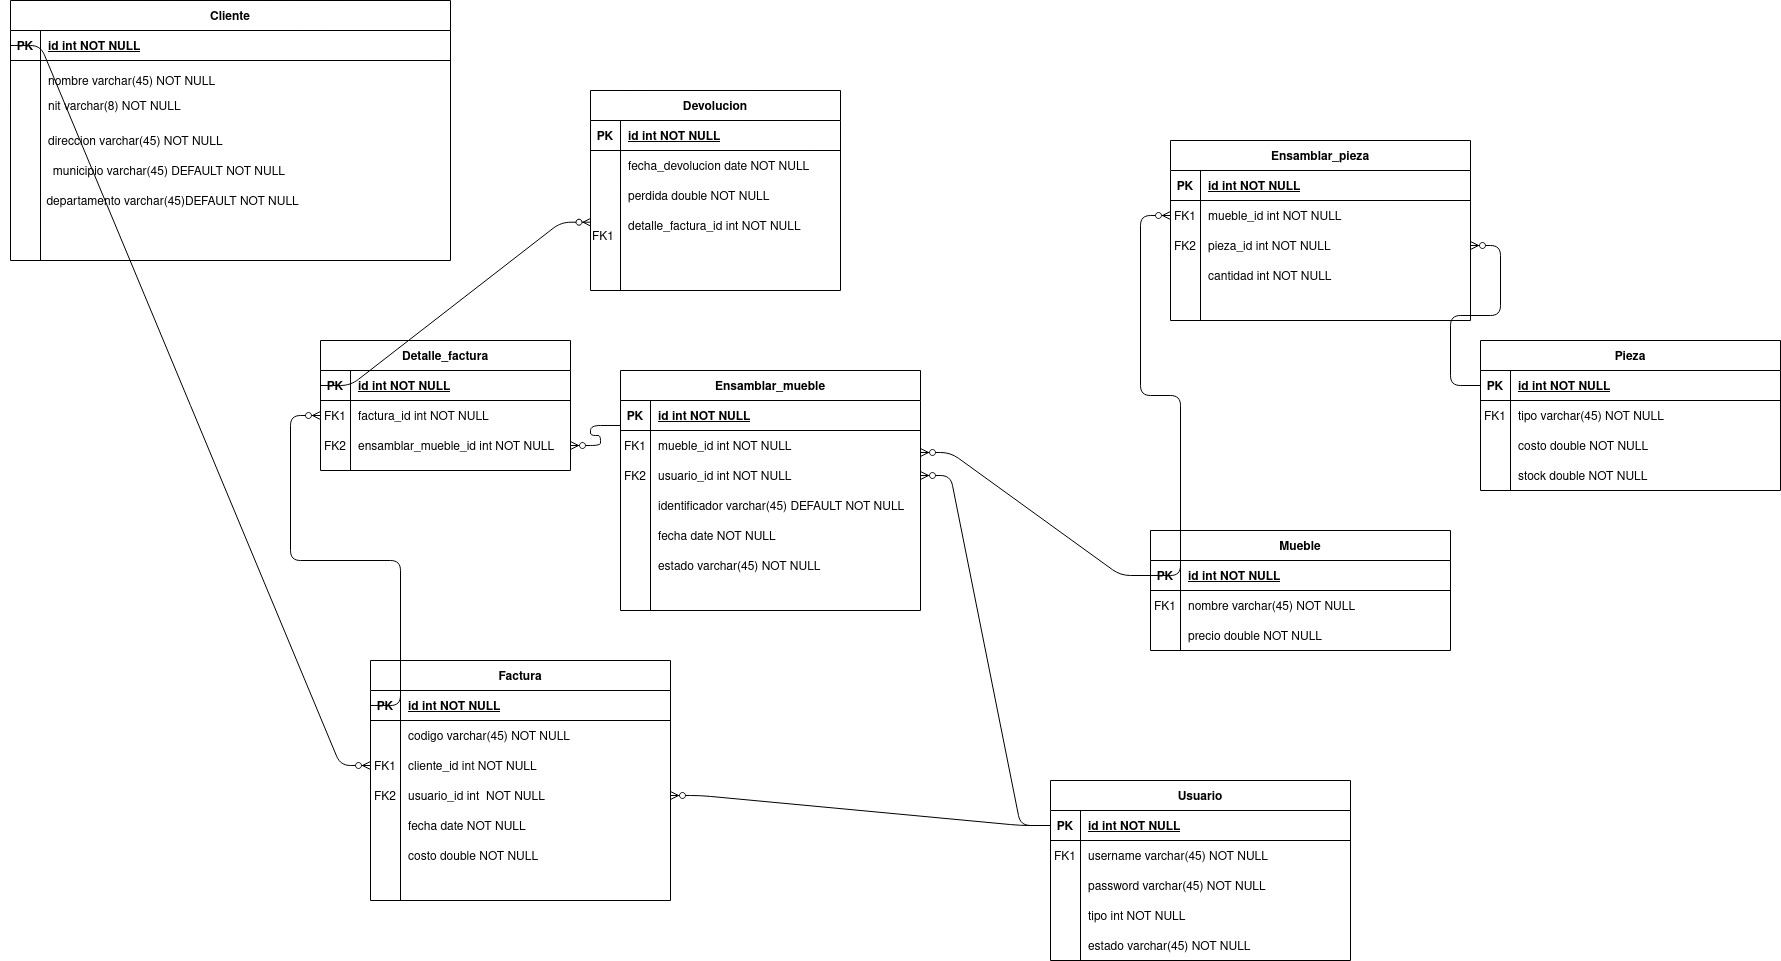 Cliente
PK id int NOT NULL
nombre varchar(45) NOT NULL
nit varchar(8) NOT NULL
direccion varchar(45) NOT NULL
municipio varchar(45) DEFAULT NOT NULL
departamento varchar(45)DEFAULT NOT NULL
Devolucion
PK id int NOT NULL
fecha_devolucion date NOT NULL
perdida double NOT NULL
detalle_factura_id int NOT NULL
FK1
Ensamblar_pieza
PK id int NOT NULL
FK1 mueble_id int NOT NULL
FK2 pieza_id int NOT NULL
cantidad int NOT NULL
Detalle_factura
PK id int NOT NULL
FK1 factura_id int NOT NULL
FK2 ensamblar_mueble_id int NOT NULL
Ensamblar_mueble
PK id int NOT NULL
FK1 mueble_id int NOT NULL
FK2 usuario_id int NOT NULL
identificador varchar(45) DEFAULT NOT NULL
fecha date NOT NULL
estado varchar(45) NOT NULL
Pieza
PK id int NOT NULL
FK1 tipo varchar(45) NOT NULL
costo double NOT NULL
stock double NOT NULL
Mueble
PK id int NOT NULL
FK1 nombre varchar(45) NOT NULL
precio double NOT NULL
Factura
PK id int NOT NULL
codigo varchar(45) NOT NULL
FK1 cliente_id int NOT NULL
FK2 usuario_id int  NOT NULL
fecha date NOT NULL
costo double NOT NULL
Usuario
PK id int NOT NULL
FK1 username varchar(45) NOT NULL
password varchar(45) NOT NULL
tipo int NOT NULL
estado varchar(45) NOT NULL